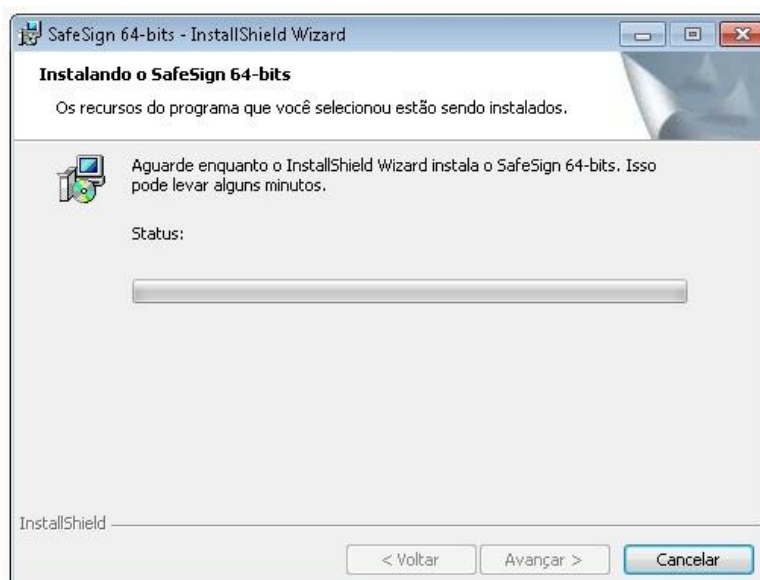 SafeSign 64-bits - InstallShield Wizard
Instalando o SafeSign 64-bits
Os recursos do programa que você selecionou estão sendo instalados.
Aguarde enquanto o InstallShield Wizard instala o SafeSign 64-bits. Isso
pode levar alguns minutos.
Status:
InstallShield
< Voltar Avançar > Cancelar